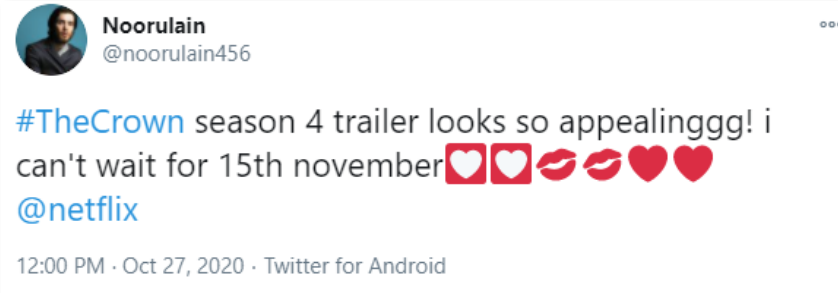 Noorulain
@noorulain456
#TheCrown season 4 trailer looks so appealinggg! i
can't wait for 15th november💟💟💋💋❤️❤️
@netflix
12:00 PM · Oct 27, 2020 · Twitter for Android